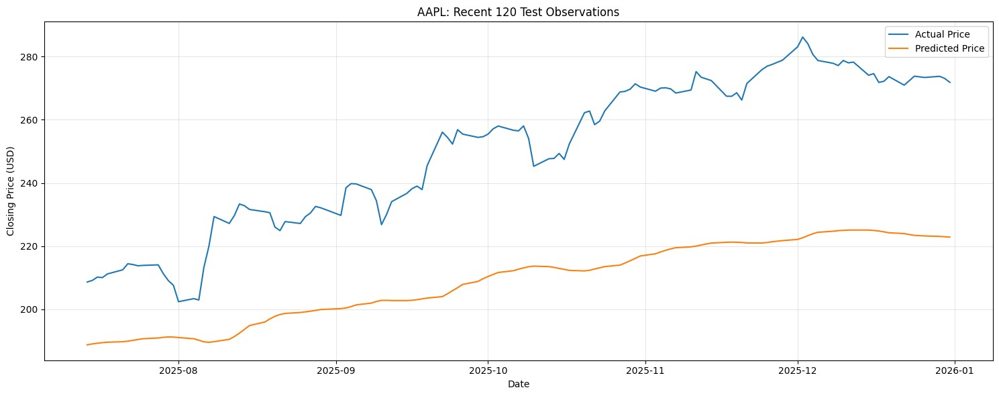 AAPL: Recent 120 Test Observations
Actual Price
Predicted Price
Closing Price (USD)
280
260
240
220
200
2025-08
2025-09
2025-10
2025-11
2025-12
2026-01
Date